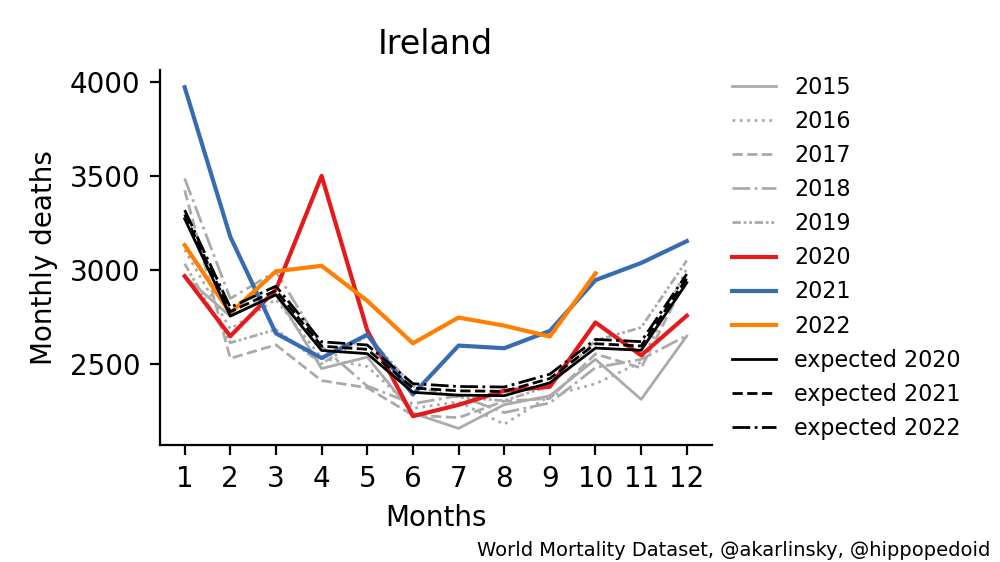 Ireland
4000
3500
3000
2500
Monthly deaths
1 2 3 4 5 6 7 8 9 10 11 12
Months
2015
2016
2017
2018
2019
2020
2021
2022
expected 2020
expected 2021
expected 2022
World Mortality Dataset, @akarlinsky, @hippopedoid